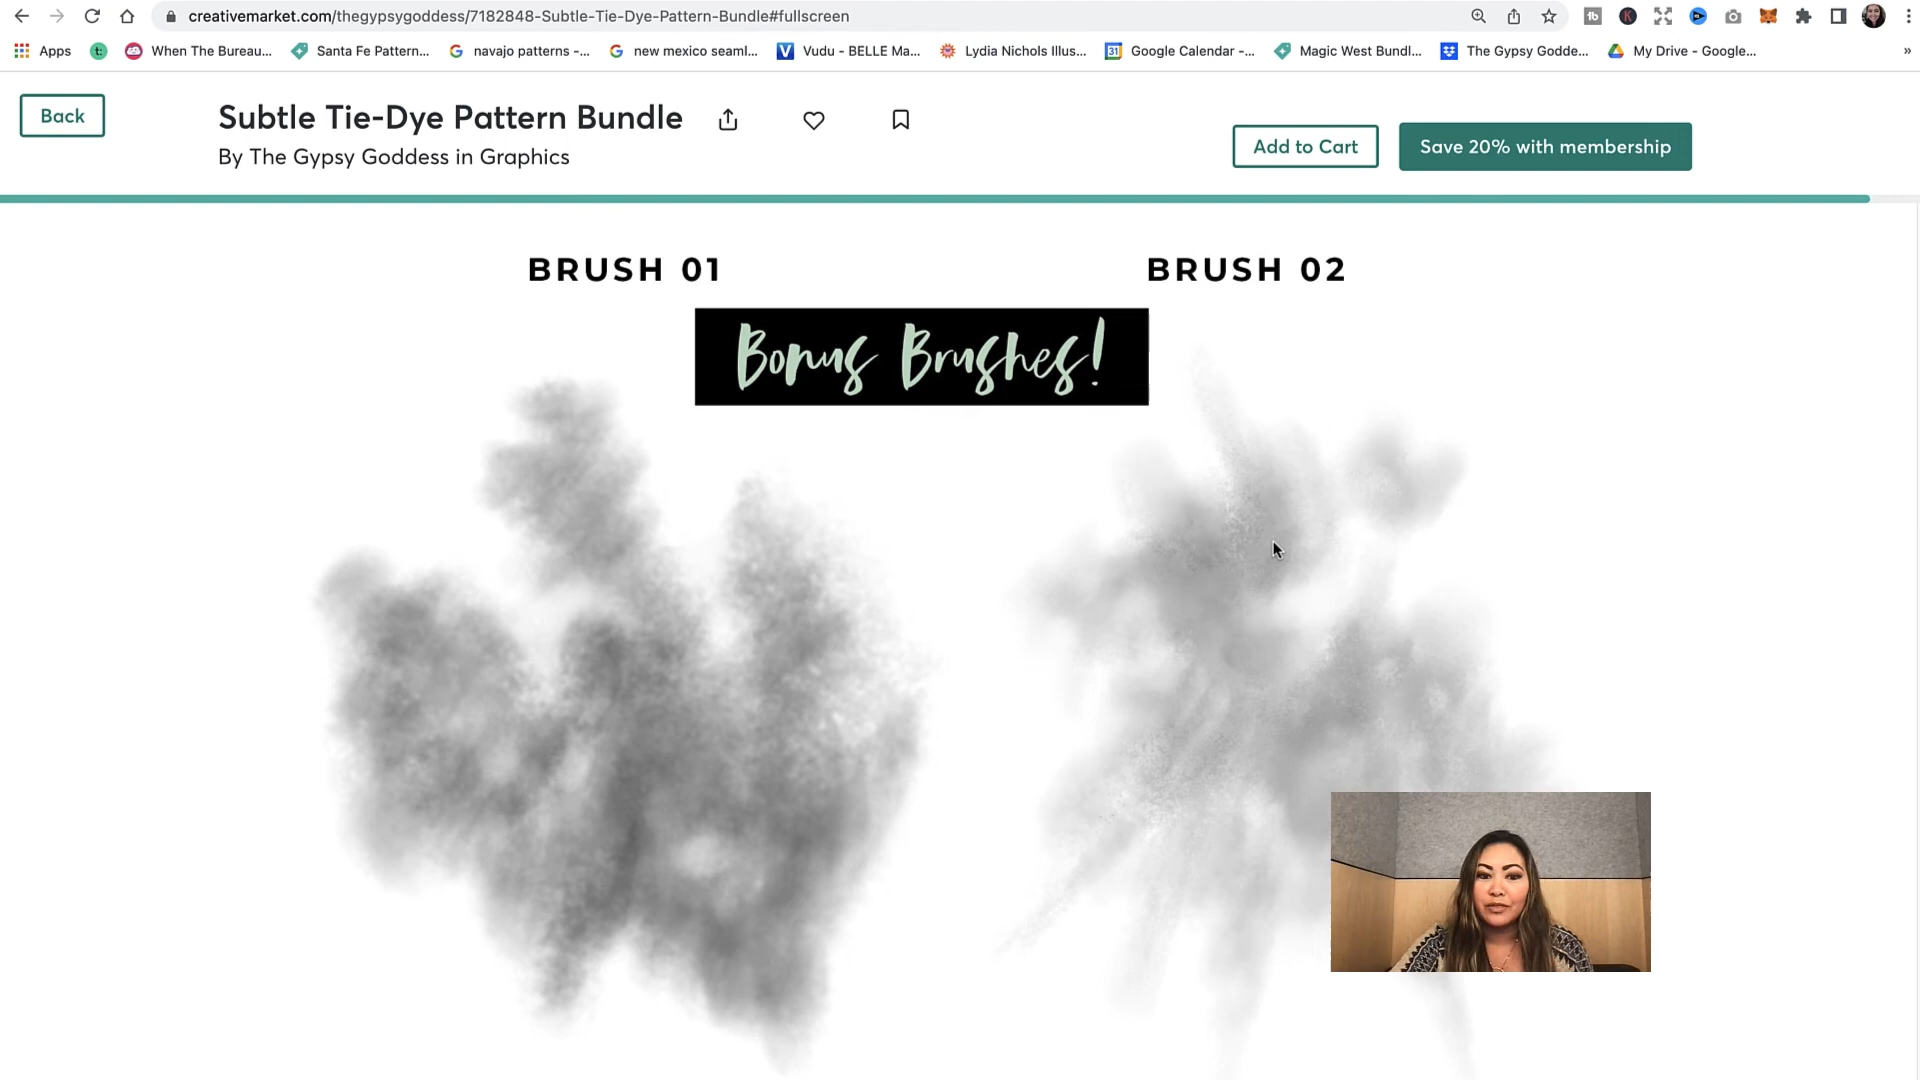 creativemarket.com/thegypsygoddess/7182848-Subtle-Tie-Dye-Pattern-Bundle#fullscreen
Apps
When The Bureau...
Santa Fe Pattern...
navajo patterns -...
new mexico seaml...
Vudu - BELLE Ma...
Lydia Nichols Illus...
31
Google Calendar -...
Magic West Bundl...
The Gypsy Godde...
My Drive - Google...
»
Back
Subtle Tie-Dye Pattern Bundle
By The Gypsy Goddess in Graphics
Add to Cart
Save 20% with membership
BRUSH 01
BRUSH 02
Bonus Brushes!